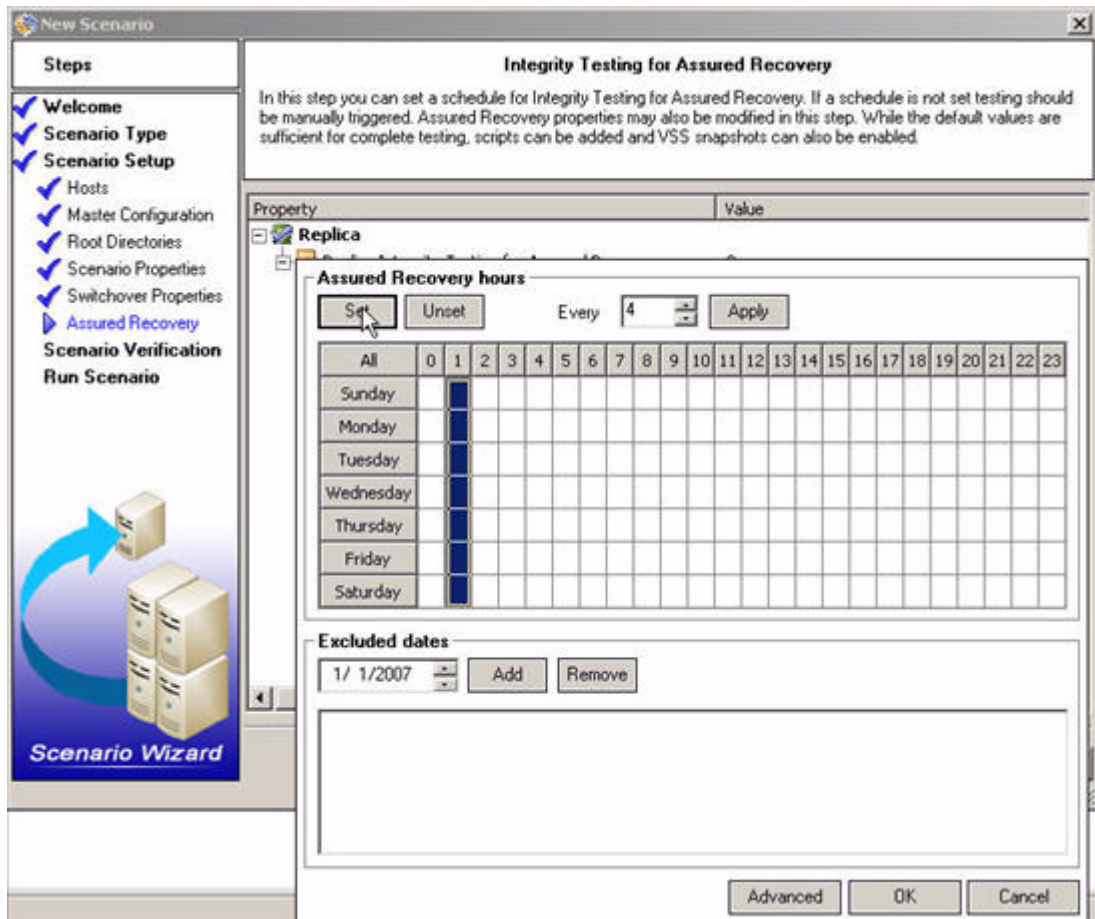 New Scenario
Steps
Welcome
Scenario Type
Scenario Setup
Hosts
Master Configuration
Root Directories
Scenario Properties
Switchover Properties
Assured Recovery
Scenario Verification
Run Scenario
Scenario Wizard
Integrity Testing for Assured Recovery
In this step you can set a schedule for Integrity Testing for Assured Recovery. If a schedule is not set testing should
be manually triggered. Assured Recovery properties may also be modified in this step. While the default values are
sufficient for complete testing, scripts can be added and VSS snapshots can also be enabled.
Property Value
Replica
Assured Recovery hours
Set Unset Every 4 Apply
All 0 1 2 3 4 5 6 7 8 9 10 11 12 13 14 15 16 17 18 19 20 21 22 23
Sunday
Monday
Tuesday
Wednesday
Thursday
Friday
Saturday
Excluded dates
1/ 1/2007 Add Remove
Advanced OK Cancel